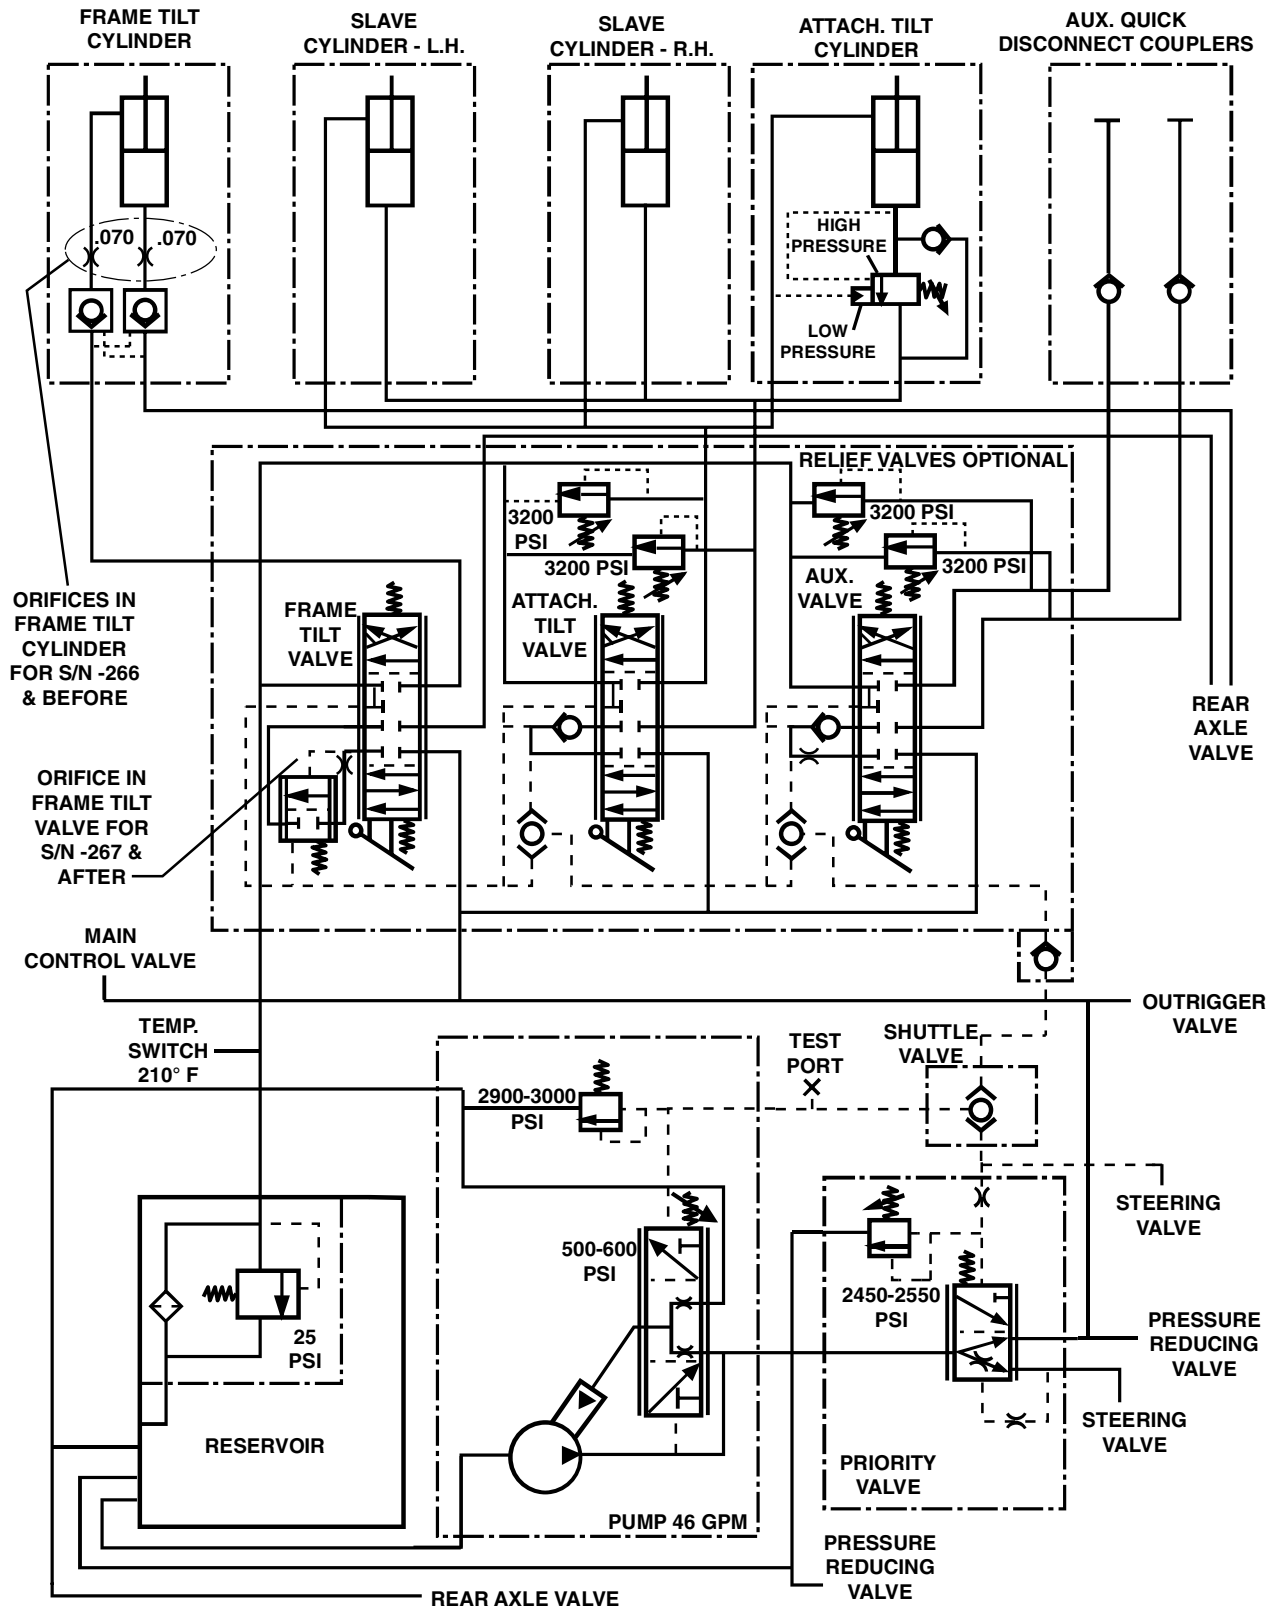 FRAME TILT
CYLINDER
SLAVE
CYLINDER - L.H.
SLAVE
CYLINDER - R.H.
ATTACH. TILT
CYLINDER
AUX. QUICK
DISCONNECT COUPLERS
.070
.070
HIGH
PRESSURE
LOW
PRESSURE
RELIEF VALVES OPTIONAL
3200
PSI
3200 PSI
3200 PSI
3200 PSI
ORIFICES IN
FRAME TILT
CYLINDER
FOR S/N -266
& BEFORE
FRAME
TILT
VALVE
ATTACH.
TILT
VALVE
AUX.
VALVE
REAR
AXLE
VALVE
ORIFICE IN
FRAME TILT
VALVE FOR
S/N -267 &
AFTER
MAIN
CONTROL VALVE
OUTRIGGER
VALVE
TEMP.
SWITCH
210° F
TEST
PORT
SHUTTLE
VALVE
2900-3000
PSI
STEERING
VALVE
500-600
PSI
2450-2550
PSI
25
PSI
PRESSURE
REDUCING
VALVE
STEERING
VALVE
RESERVOIR
PRIORITY
VALVE
PUMP 46 GPM
PRESSURE
REDUCING
VALVE
REAR AXLE VALVE